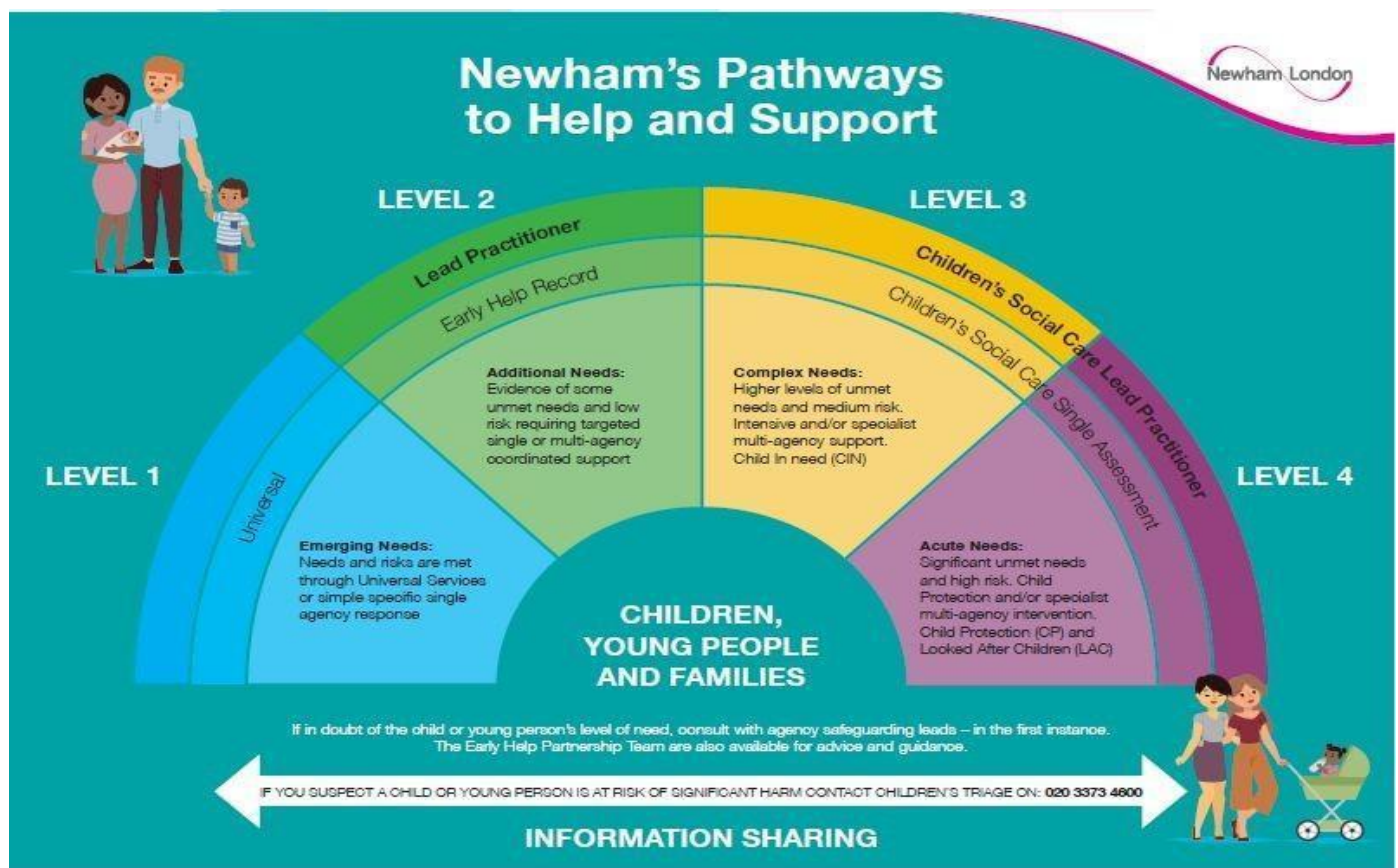 Newham's Pathways
to Help and Support
Newham London
LEVEL 1
Universal
Emerging Needs:
Needs and risks are met
through Universal Services
or simple specific single
agency response
LEVEL 2
Lead Practitioner
Early Help Record
Additional Needs:
Evidence of some
unmet needs and low
risk requiring targeted
single or multi-agency
coordinated support
LEVEL 3
Children's Social Care Lead Practitioner
Children's Social Care Single Assessment
Complex Needs:
Higher levels of unmet
needs and medium risk.
Intensive and/or specialist
multi-agency support.
Child In need (CIN)
LEVEL 4
Acute Needs:
Significant unmet needs
and high risk. Child
Protection and/or specialist
multi-agency intervention.
Child Protection (CP) and
Looked After Children (LAC)
CHILDREN,
YOUNG PEOPLE
AND FAMILIES
If in doubt of the child or young person's level of need, consult with agency safeguarding leads – in the first instance.
The Early Help Partnership Team are also available for advice and guidance.
IF YOU SUSPECT A CHILD OR YOUNG PERSON IS AT RISK OF SIGNIFICANT HARM CONTACT CHILDREN'S TRIAGE ON: 020 3373 4600
INFORMATION SHARING